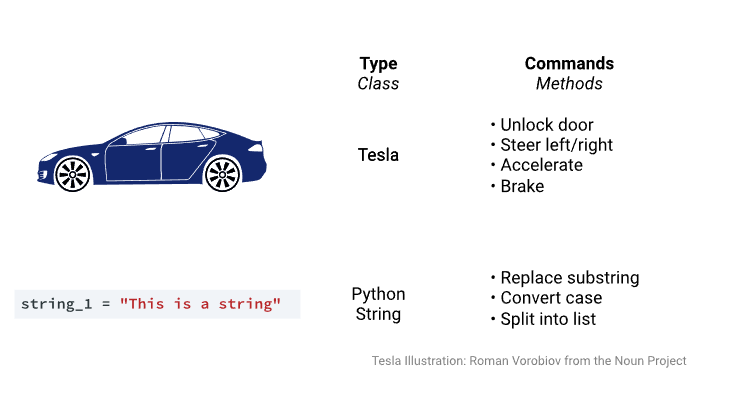 Type
Class
Commands
Methods
Tesla
• Unlock door
• Steer left/right
• Accelerate
• Brake
string_1 = "This is a string"
Python
String
• Replace substring
• Convert case
• Split into list
Tesla Illustration: Roman Vorobiov from the Noun Project